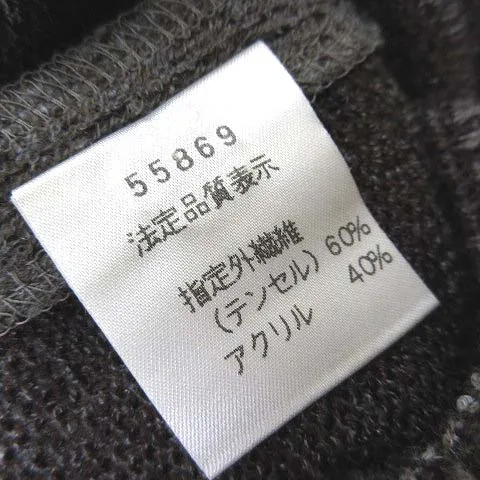 55869
法定品質表示
指定外繊維
(テンセル) 60%
アクリル 40%